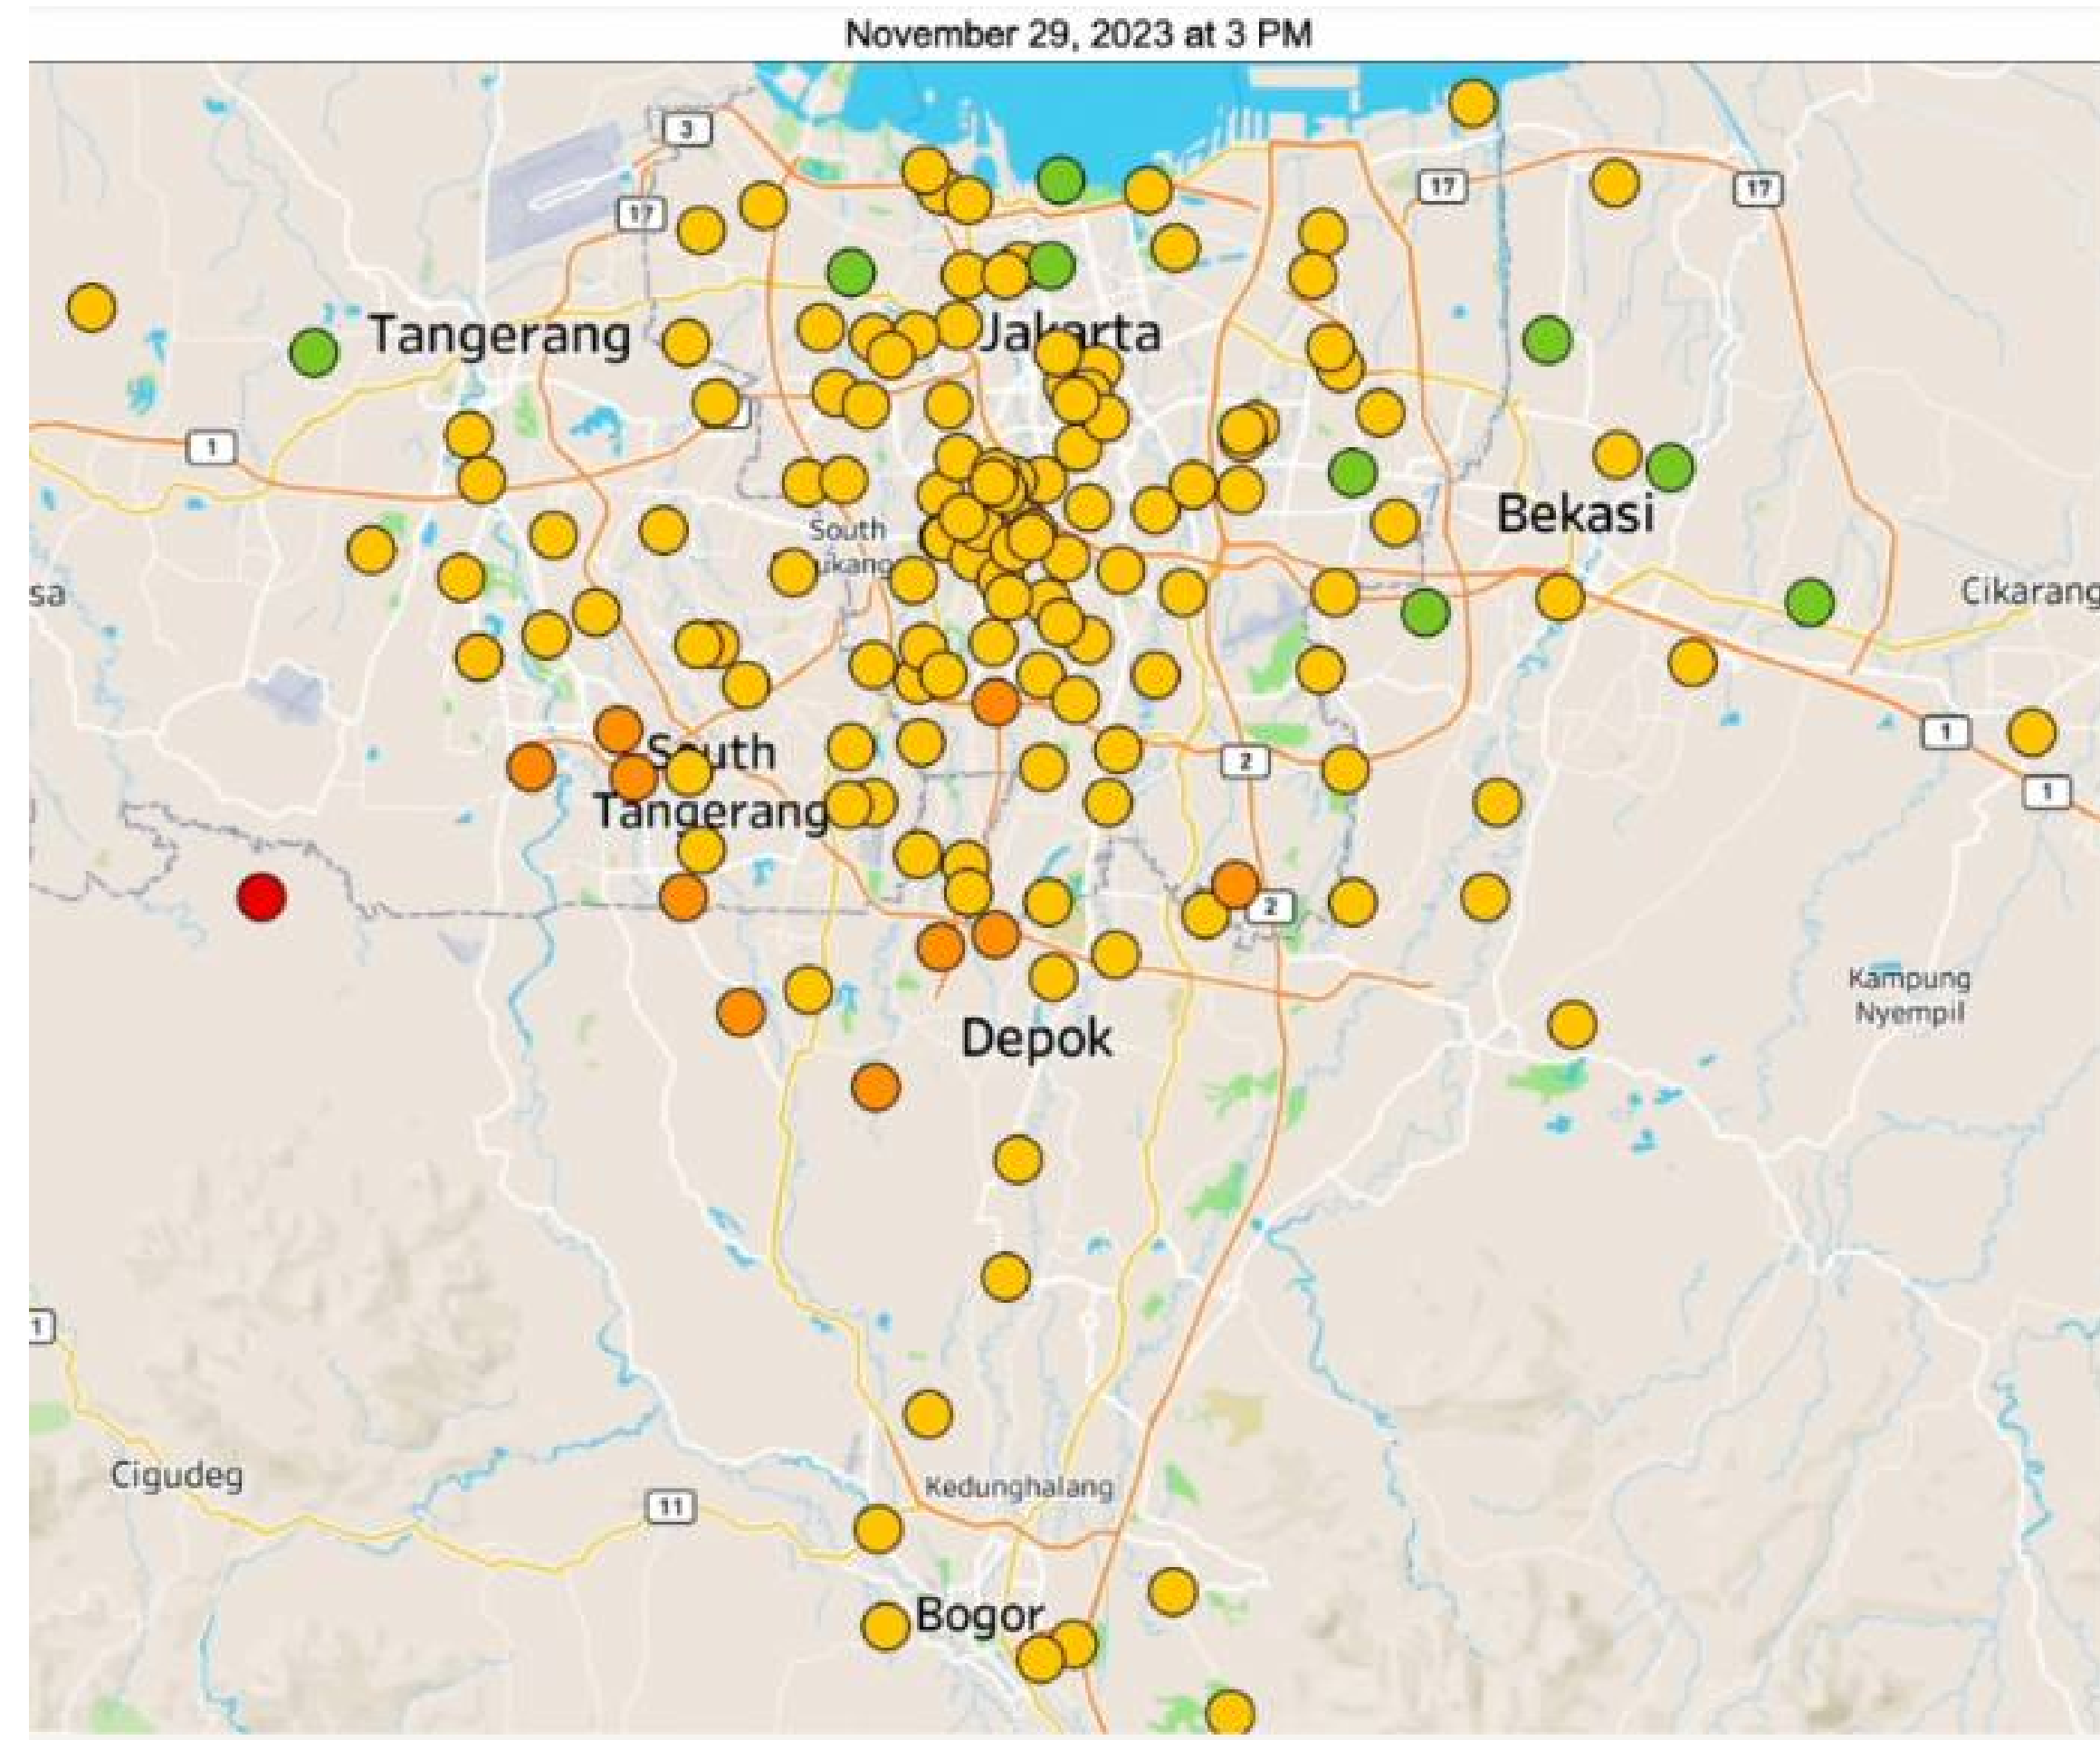 November 29, 2023 at 3 PM
3
17
17
17
Tangerang
Jakarta
1
South
ukang
Bekasi
sa
Cikarang
South
Tangerang
2
1
1
2
Kampung
Nyempil
Depok
1
Cigudeg
Kedunghalang
11
Bogor